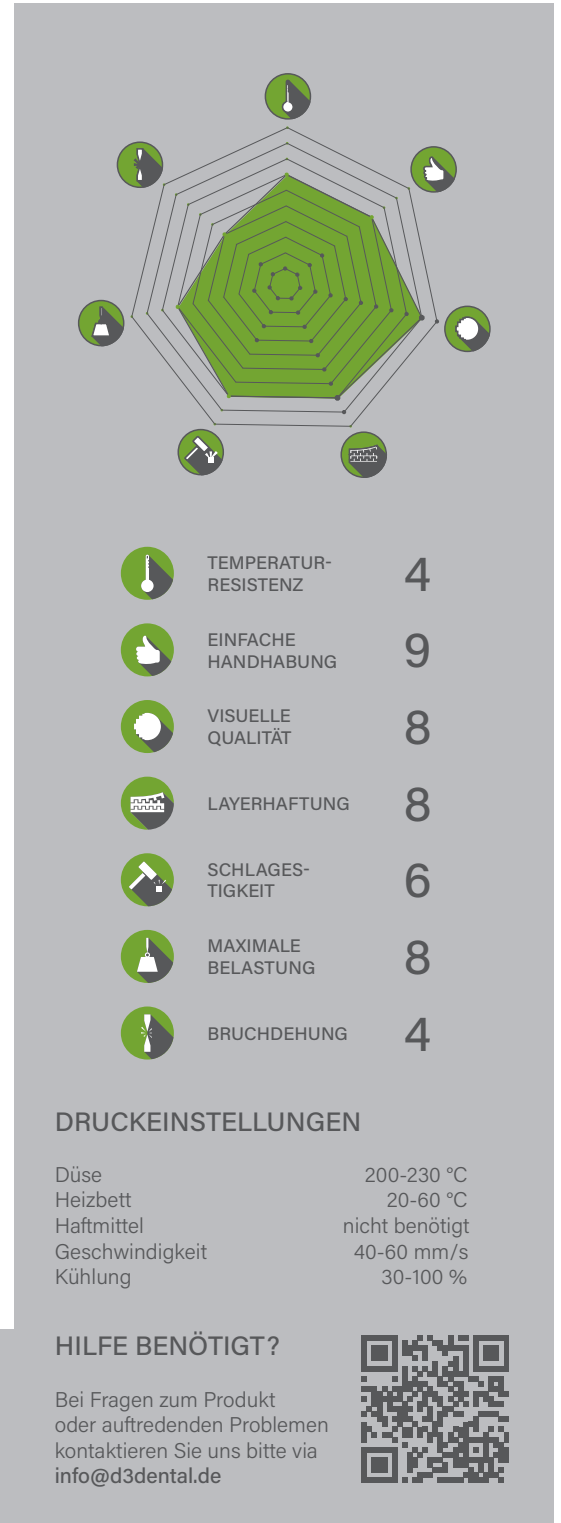 TEMPERATUR-
RESISTENZ 4
EINFACHE
HANDHABUNG 9
VISUELLE
QUALITÄT 8
LAYERHAFTUNG 8
SCHLAGES-
TIGKEIT 6
MAXIMALE
BELASTUNG 8
BRUCHDEHUNG 4
DRUCKEINSTELLUNGEN
Düse 200-230 °C
Heizbett 20-60 °C
Haftmittel nicht benötigt
Geschwindigkeit 40-60 mm/s
Kühlung 30-100 %
HILFE BENÖTIGT?
Bei Fragen zum Produkt
oder auftredenden Problemen
kontaktieren Sie uns bitte via
info@d3dental.de